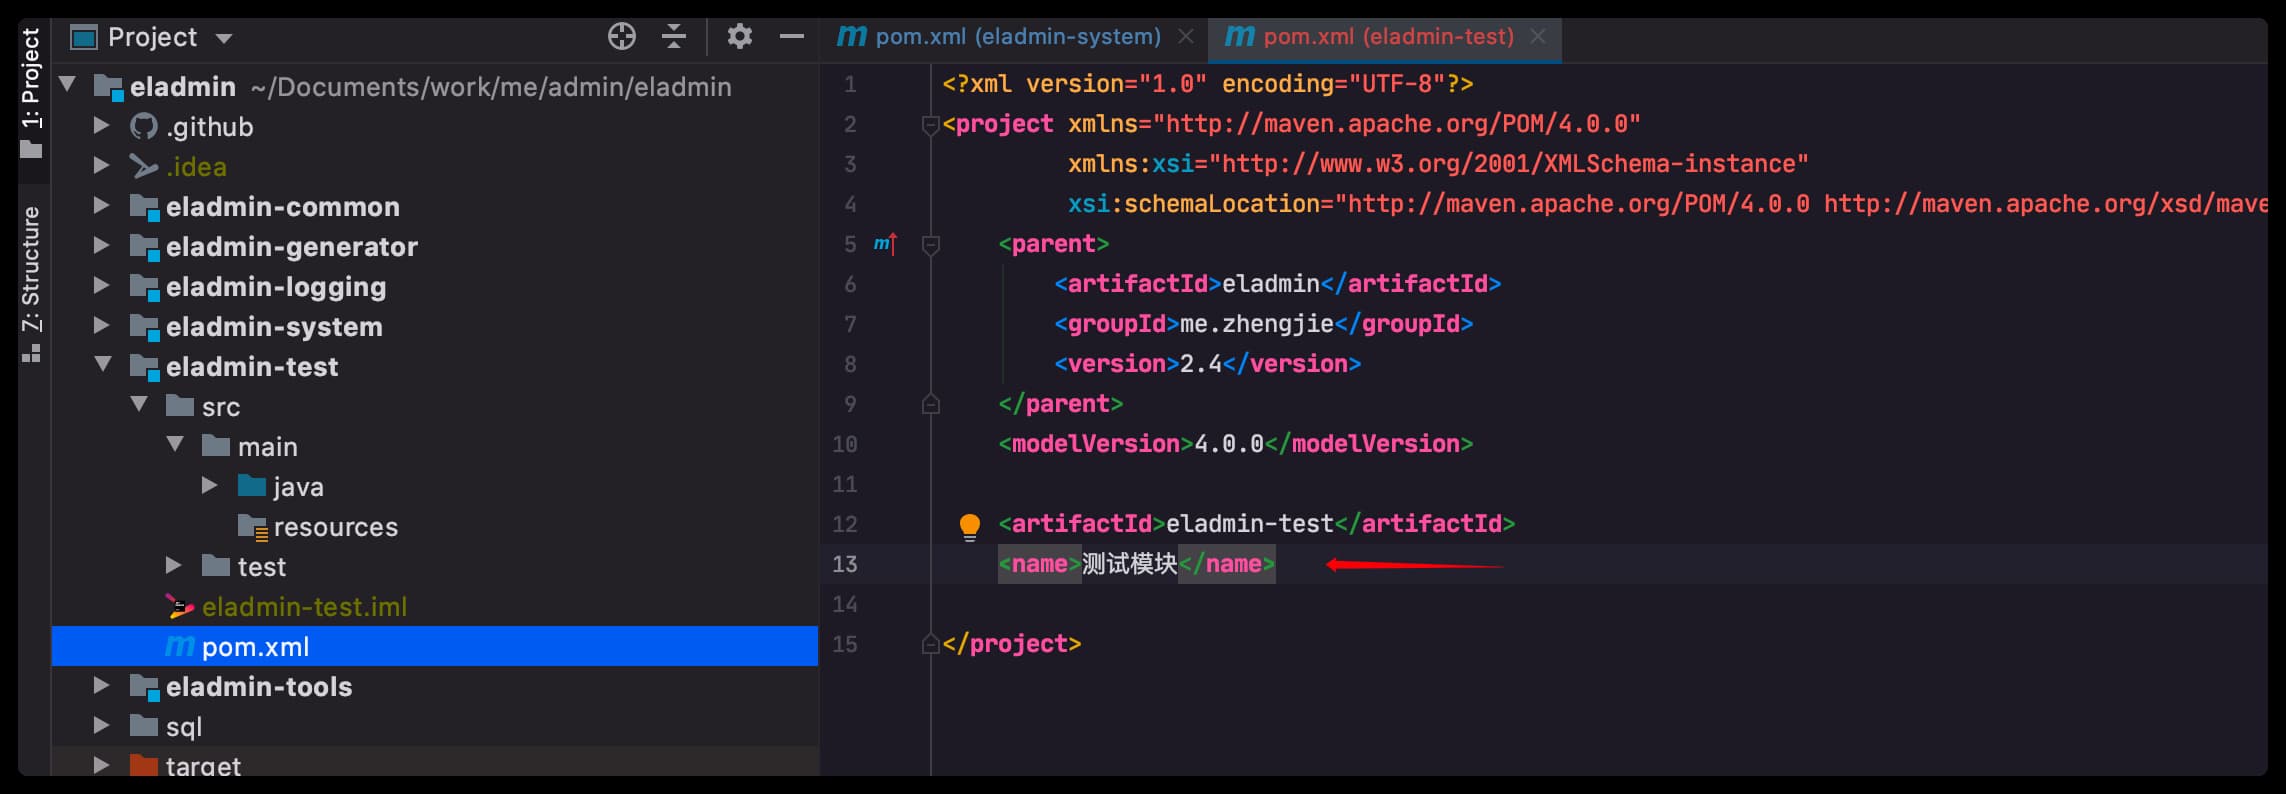 1: Project
Z: Structure
Project
eladmin ~/Documents/work/me/admin/eladmin
.github
.idea
eladmin-common
eladmin-generator
eladmin-logging
eladmin-system
eladmin-test
src
main
java
resources
test
eladmin-test.iml
pom.xml
eladmin-tools
sql
target
pom.xml (eladmin-system)
pom.xml (eladmin-test)
1 <?xml version="1.0" encoding="UTF-8"?>
2 <project xmlns="http://maven.apache.org/POM/4.0.0"
3 xmlns:xsi="http://www.w3.org/2001/XMLSchema-instance"
4 xsi:schemaLocation="http://maven.apache.org/POM/4.0.0 http://maven.apache.org/xsd/mave
5 <parent>
6 <artifactId>eladmin</artifactId>
7 <groupId>me.zhengjie</groupId>
8 <version>2.4</version>
9 </parent>
10 <modelVersion>4.0.0</modelVersion>
11
12 <artifactId>eladmin-test</artifactId>
13 <name>测试模块</name>
14
15 </project>